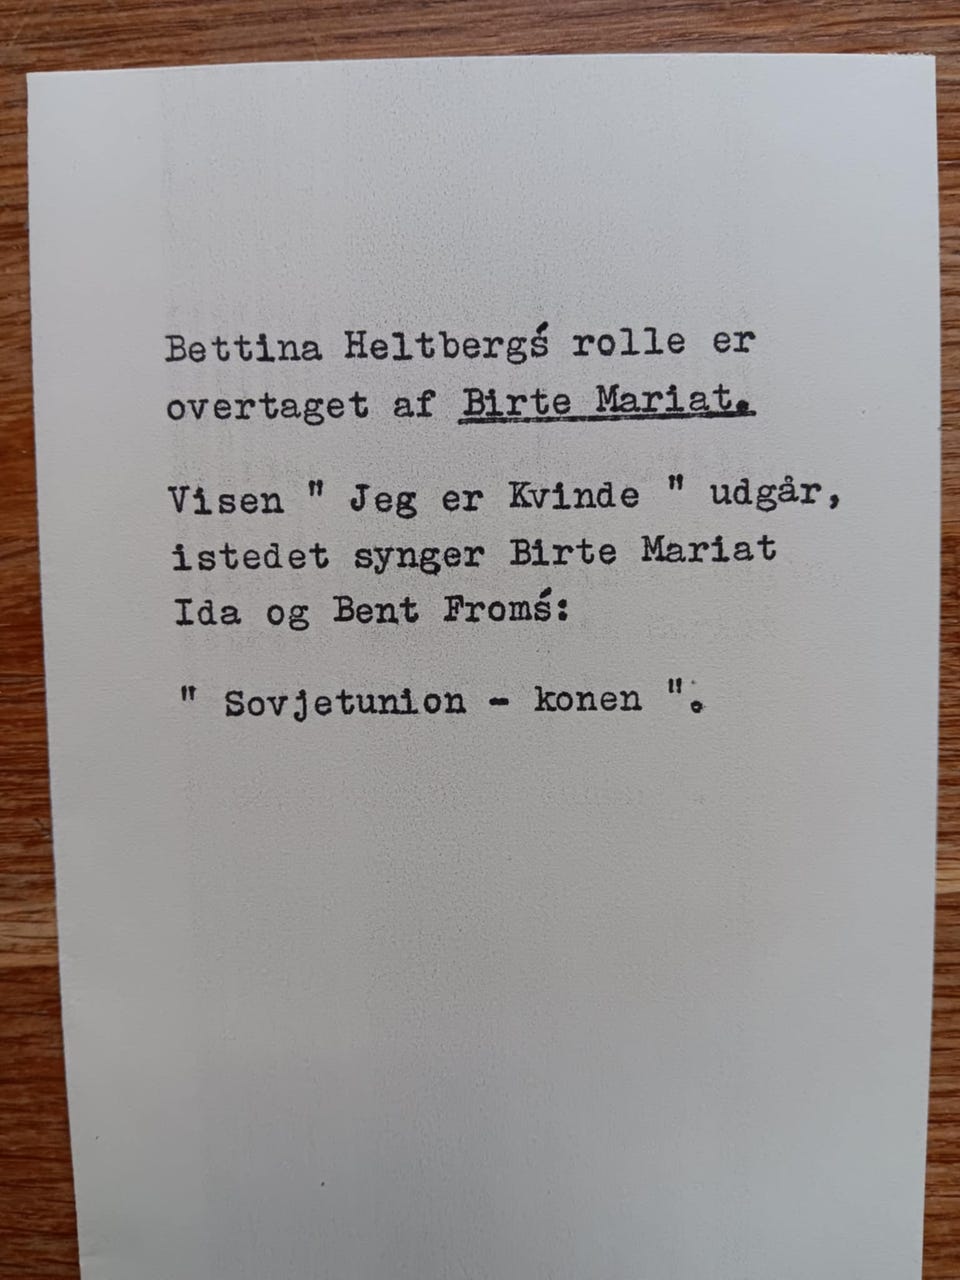 Bettina Heltbergś rolle er
overtaget af Birte Mariat.
Visen " Jeg er Kvinde " udgår,
istedet synger Birte Mariat
Ida og Bent Fromś:
" Sovjetunion - konen ".